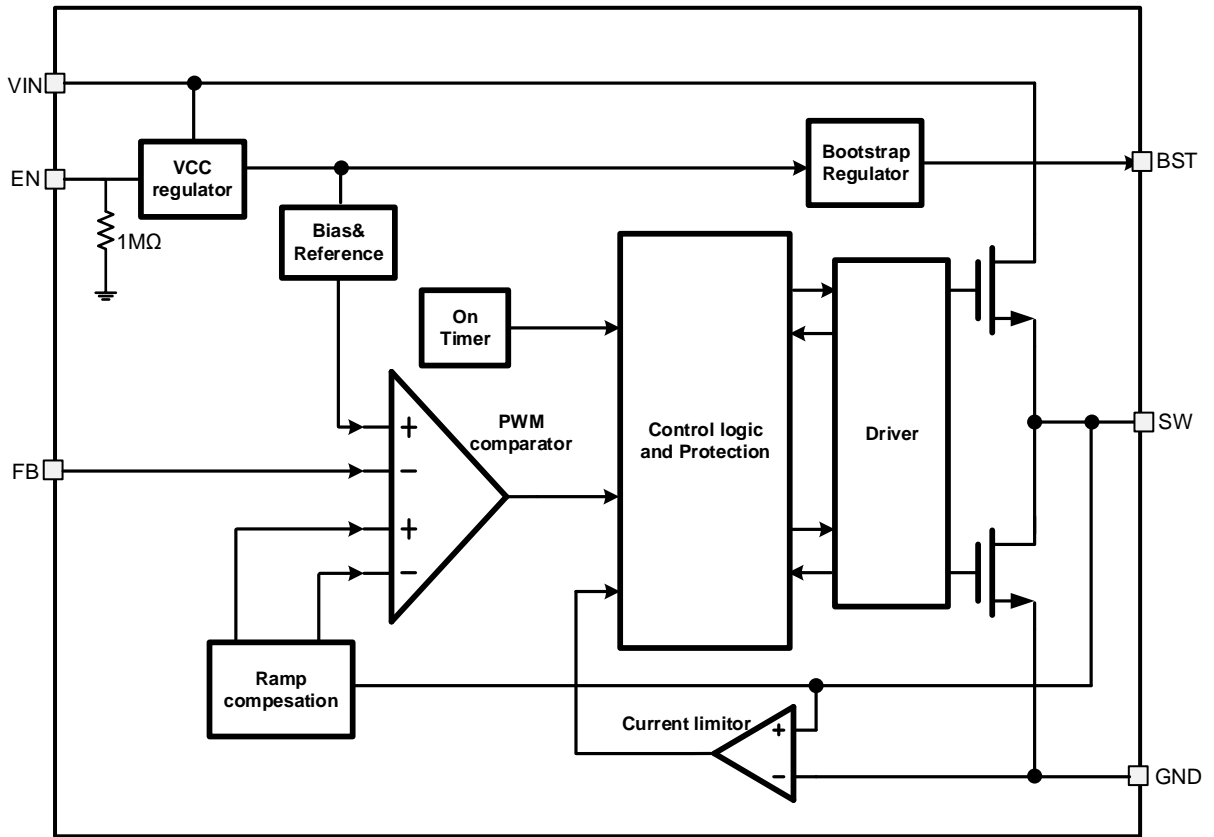 VIN
EN
1MΩ
VCC
regulator
Bias&
Reference
Bootstrap
Regulator
BST
On
Timer
PWM
comparator
+
−
+
−
FB
Control logic
and Protection
Driver
SW
Ramp
compesation
Current limitor
+
−
GND